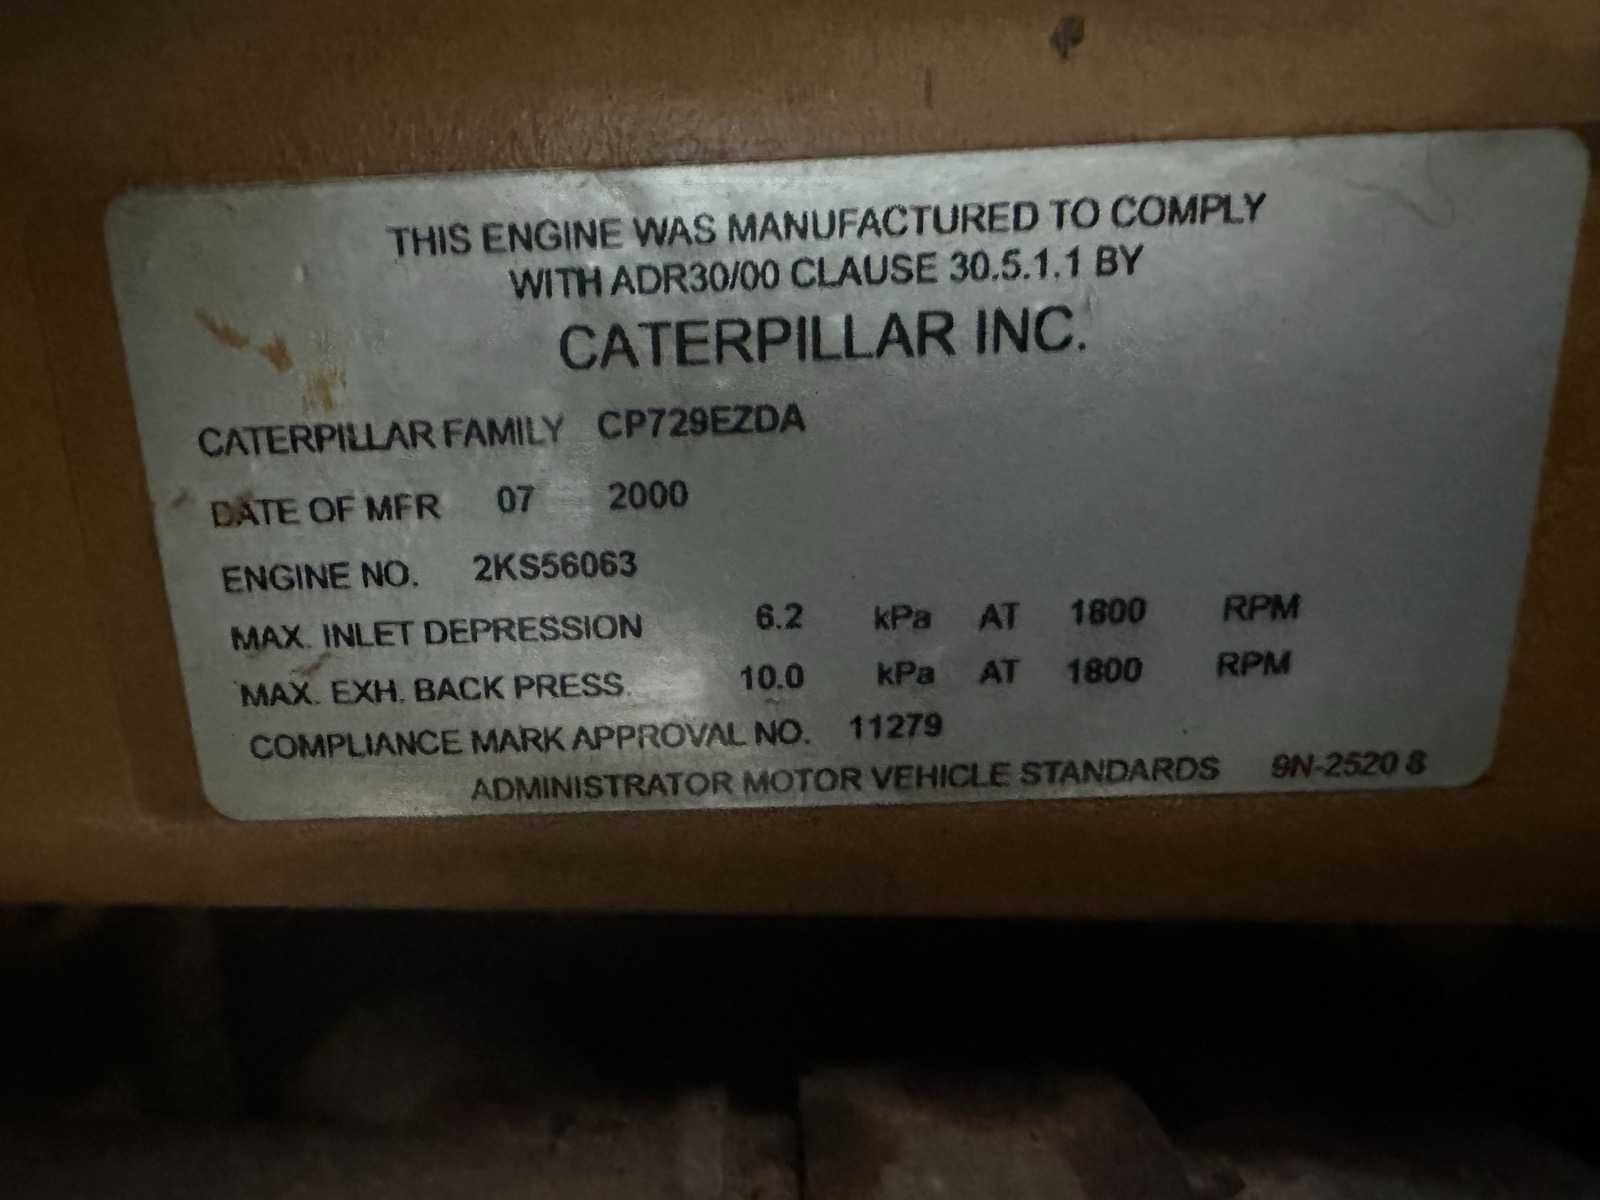 THIS ENGINE WAS MANUFACTURED TO COMPLY
WITH ADR30/00 CLAUSE 30.5.1.1 BY
CATERPILLAR INC.
CATERPILLAR FAMILY CP729EZDA
DATE OF MFR 07 2000
ENGINE NO. 2KS56063
MAX. INLET DEPRESSION 6.2 kPa AT 1800 RPM
MAX. EXH. BACK PRESS. 10.0 kPa AT 1800 RPM
COMPLIANCE MARK APPROVAL NO. 11279
ADMINISTRATOR MOTOR VEHICLE STANDARDS 9N-2520 8